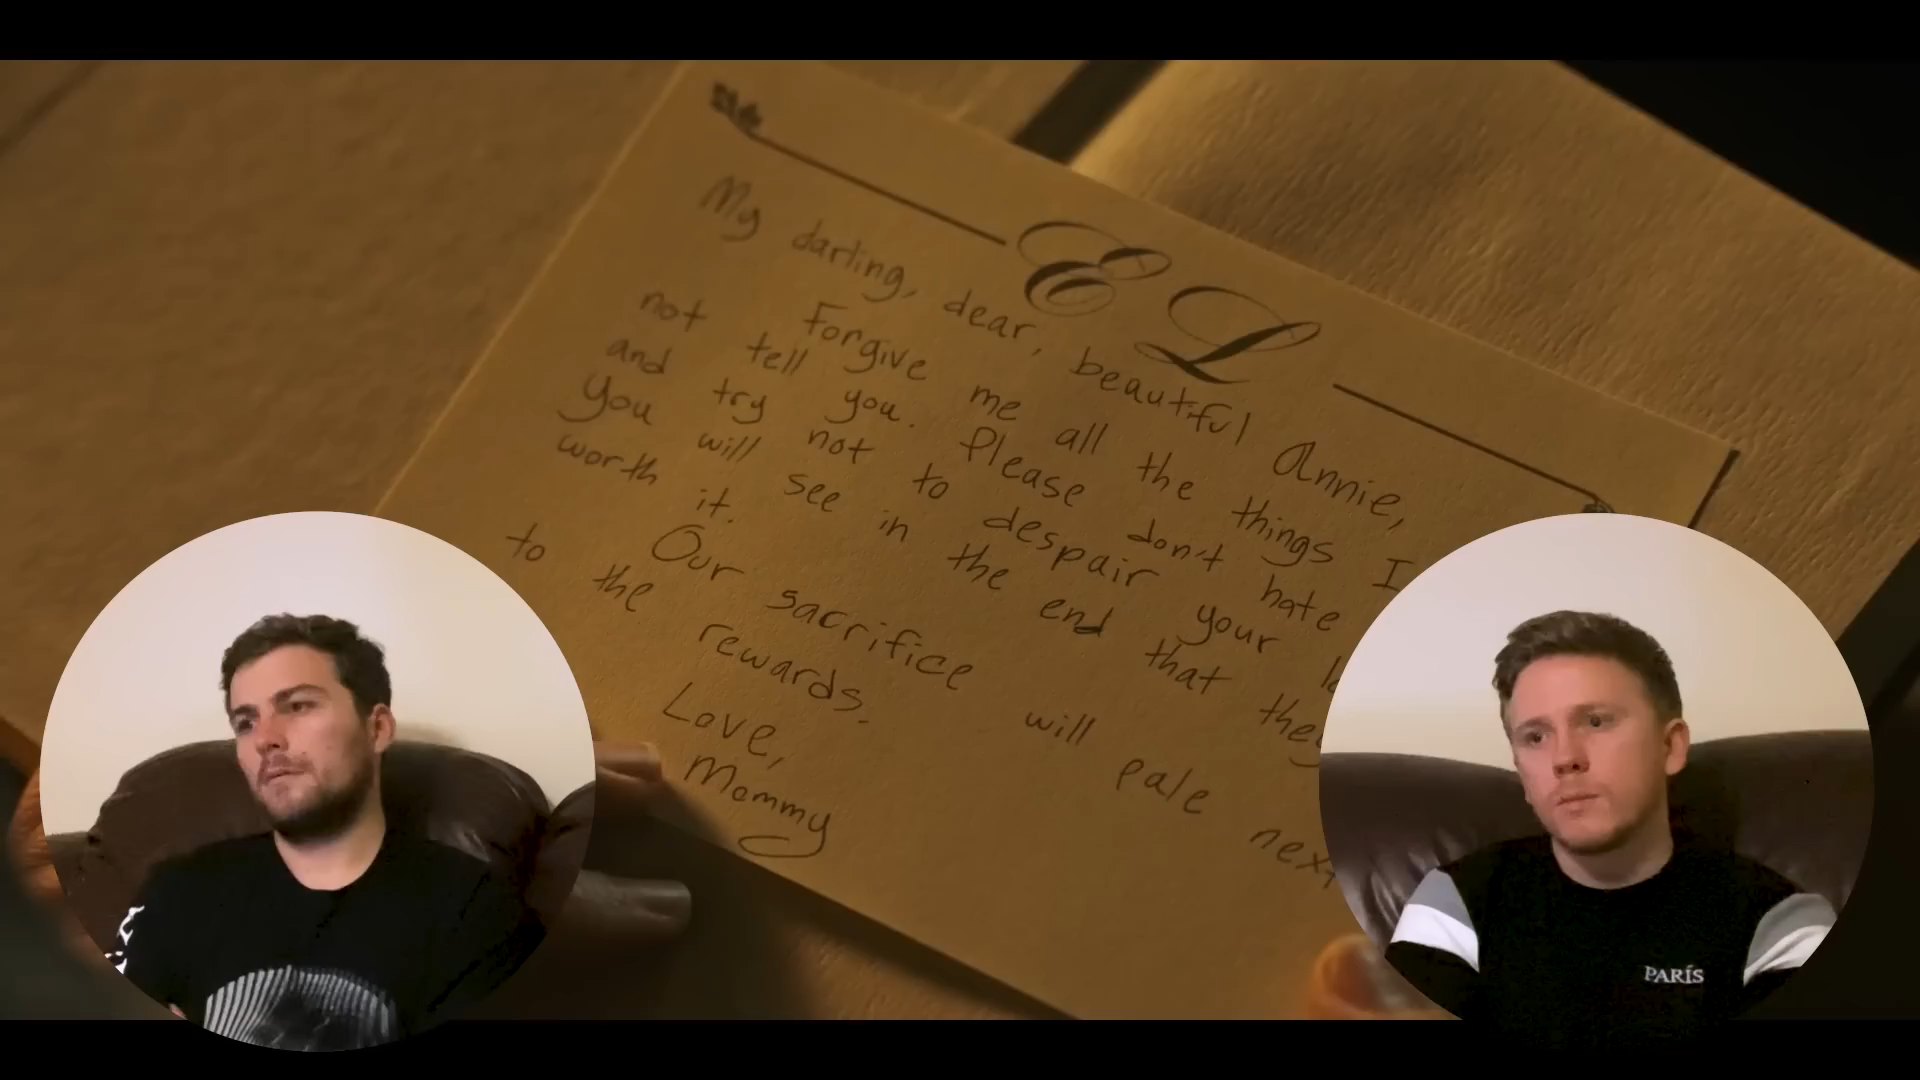 E L
My darling, dear, beautiful Annie,
Forgive me all the things I
not tell you. Please don't hate
and try not to despair your
You will see in the end that they
worth it.
Our sacrifice will pale next
to the rewards.
Love,
Mommy
PARÍS